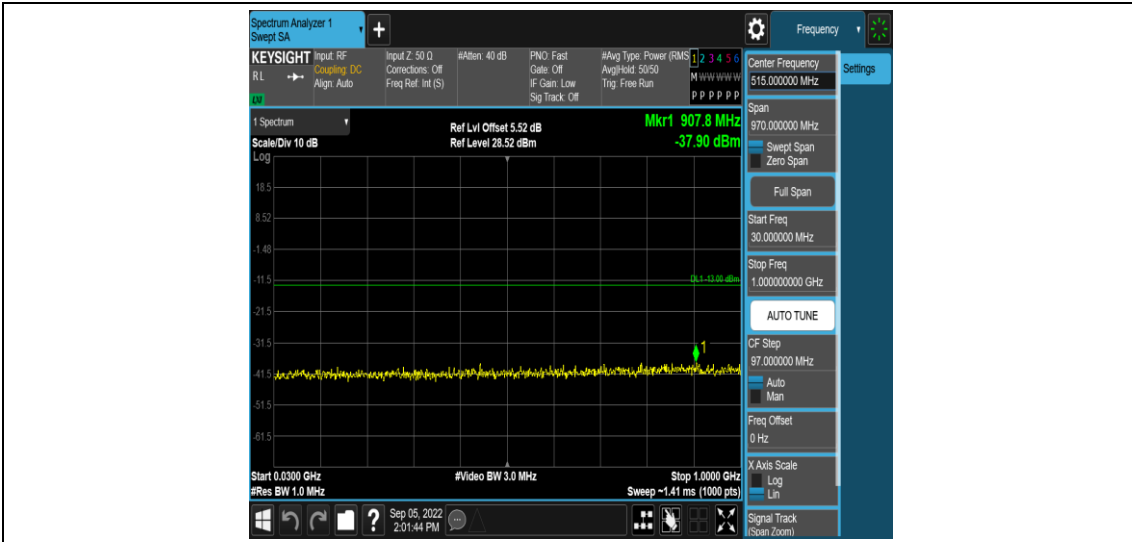 Spectrum Analyzer 1
Swept SA
+
Frequency
KEYSIGHT
RL
LXI
Input: RF
Coupling: DC
Align: Auto
Input Z: 50 Ω
Corrections: Off
Freq Ref: Int (S)
#Atten: 40 dB
PNO: Fast
Gate: Off
IF Gain: Low
Sig Track: Off
#Avg Type: Power (RMS
Avg|Hold: 50/50
Trig: Free Run
1 2 3 4 5 6
M W W W W W
P P P P P P
1 Spectrum
Scale/Div 10 dB
Log
Ref Lvl Offset 5.52 dB
Ref Level 28.52 dBm
Mkr1 907.8 MHz
-37.90 dBm
18.5
8.52
-1.48
-11.5
DL1 -13.00 dBm
-21.5
-31.5
1
-41.5
-51.5
-61.5
Start 0.0300 GHz
#Res BW 1.0 MHz
#Video BW 3.0 MHz
Stop 1.0000 GHz
Sweep ~1.41 ms (1000 pts)
?
Sep 05, 2022
2:01:44 PM
Center Frequency
515.000000 MHz
Settings
Span
970.000000 MHz
Swept Span
Zero Span
Full Span
Start Freq
30.000000 MHz
Stop Freq
1.000000000 GHz
AUTO TUNE
CF Step
97.000000 MHz
Auto
Man
Freq Offset
0 Hz
X Axis Scale
Log
Lin
Signal Track
(Span Zoom)